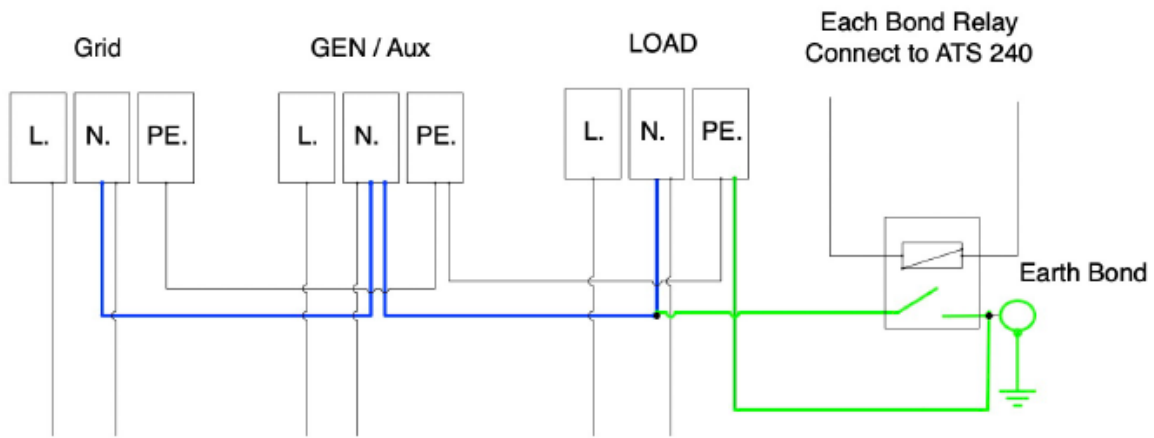 Grid
GEN / Aux
LOAD
Each Bond Relay
Connect to ATS 240
L. N. PE.
L. N. PE.
L. N. PE.
Earth Bond